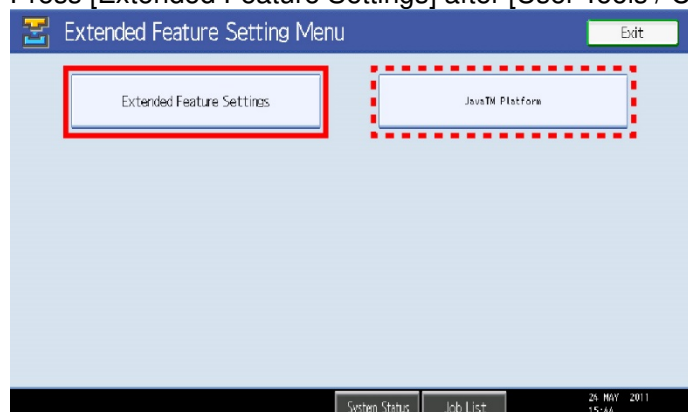 Press [Extended Feature Settings] after [User Tools / C
Extended Feature Setting Menu
Exit
Extended Feature Settings
JavaTM Platform
System Status
Job List
24 MAY 2011
15:44